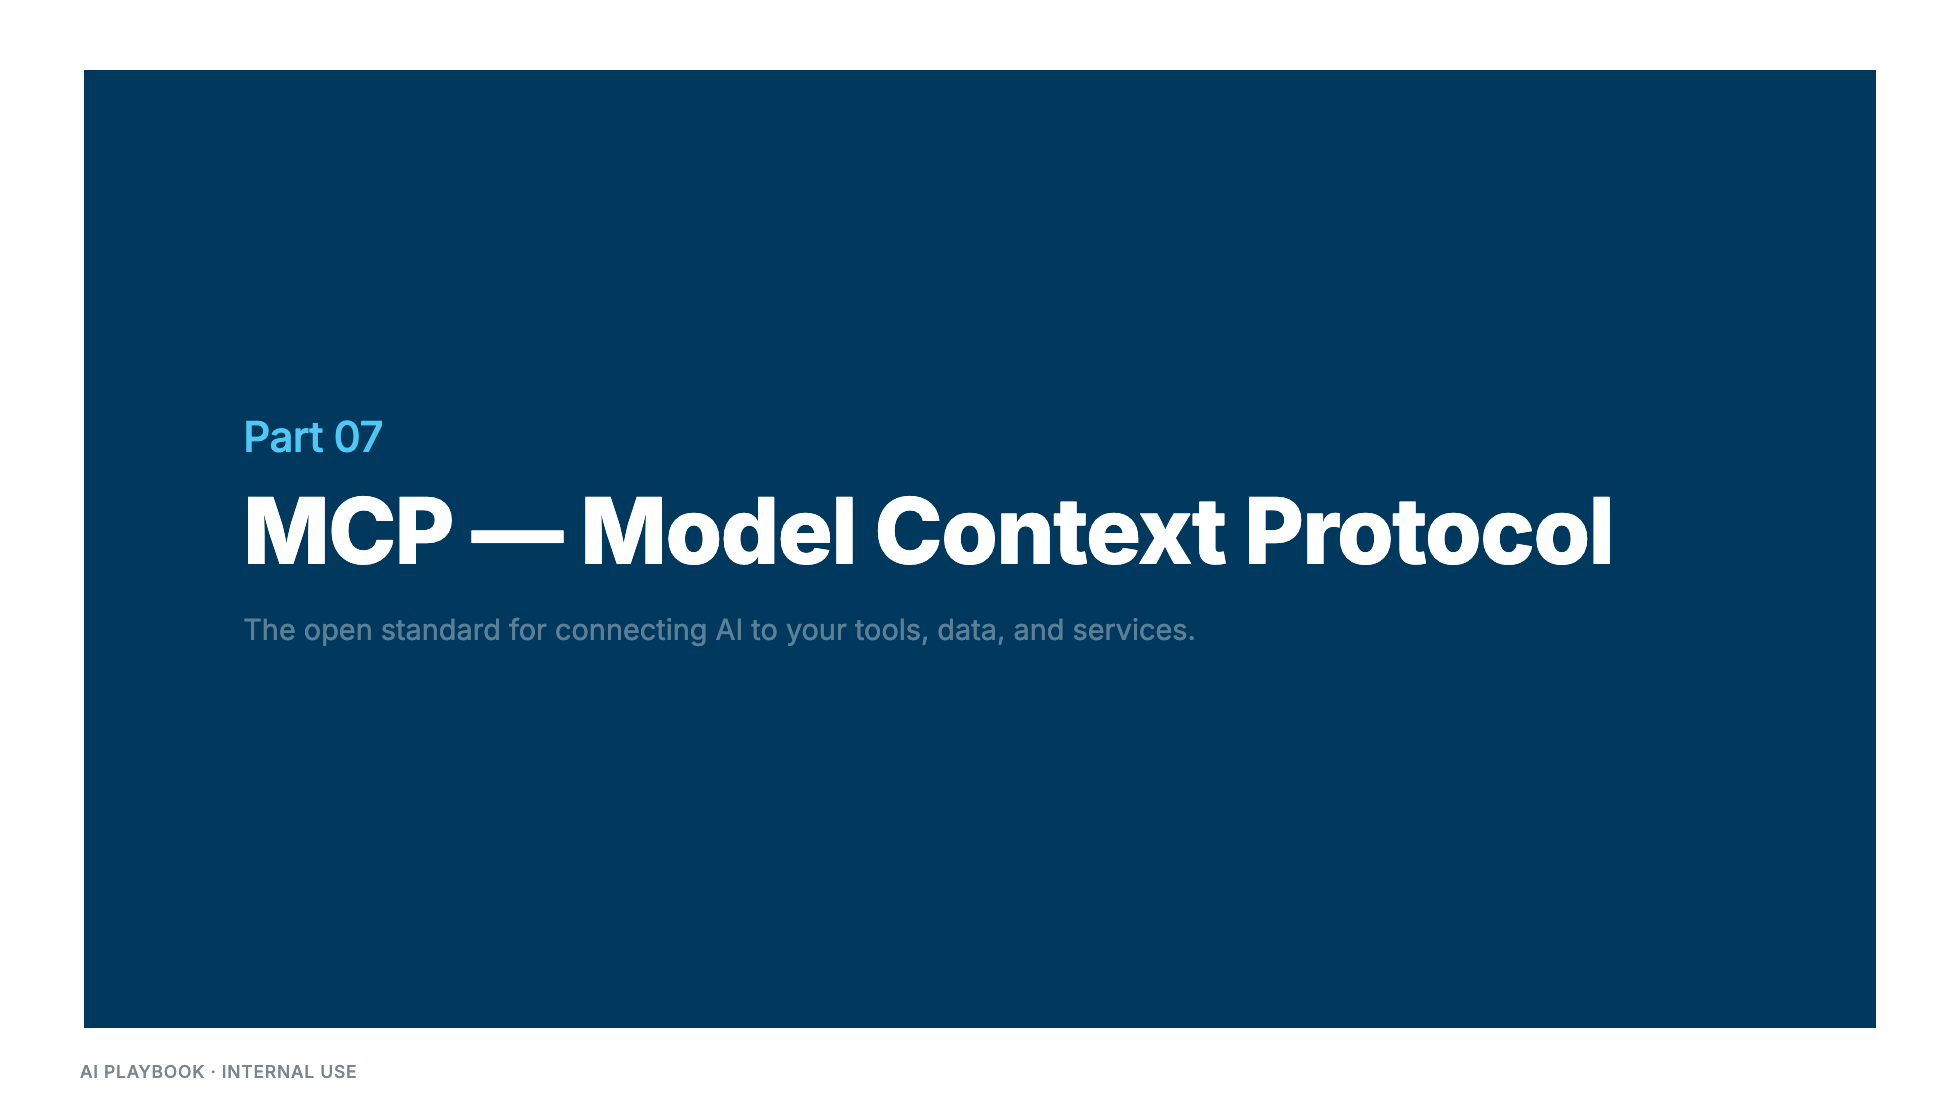 Part 07
MCP — Model Context Protocol
The open standard for connecting AI to your tools, data, and services.
AI PLAYBOOK · INTERNAL USE